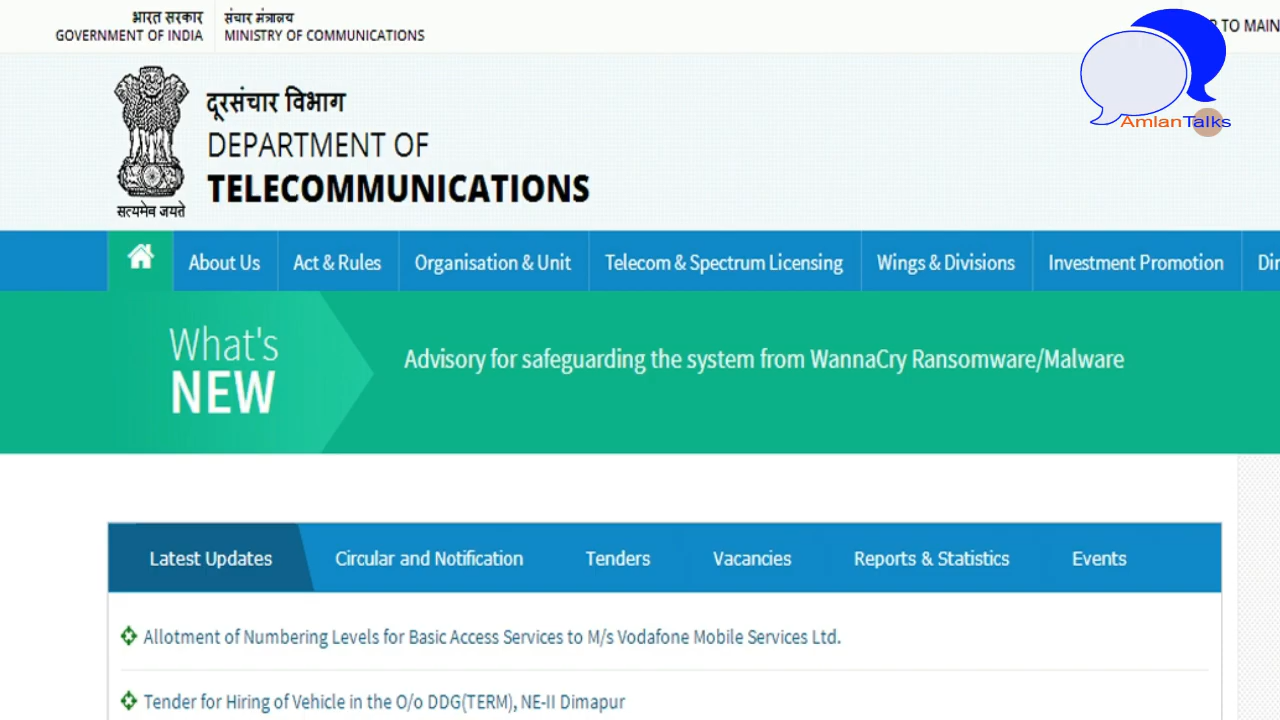 भारत सरकार
GOVERNMENT OF INDIA
संचार मंत्रालय
MINISTRY OF COMMUNICATIONS
TO MAIN
AmlanTalks
सत्यमेव जयते
दूरसंचार विभाग
DEPARTMENT OF
TELECOMMUNICATIONS
About Us
Act & Rules
Organisation & Unit
Telecom & Spectrum Licensing
Wings & Divisions
Investment Promotion
What's
NEW
Advisory for safeguarding the system from WannaCry Ransomware/Malware
Latest Updates
Circular and Notification
Tenders
Vacancies
Reports & Statistics
Events
Allotment of Numbering Levels for Basic Access Services to M/s Vodafone Mobile Services Ltd.
Tender for Hiring of Vehicle in the O/o DDG(TERM), NE-II Dimapur